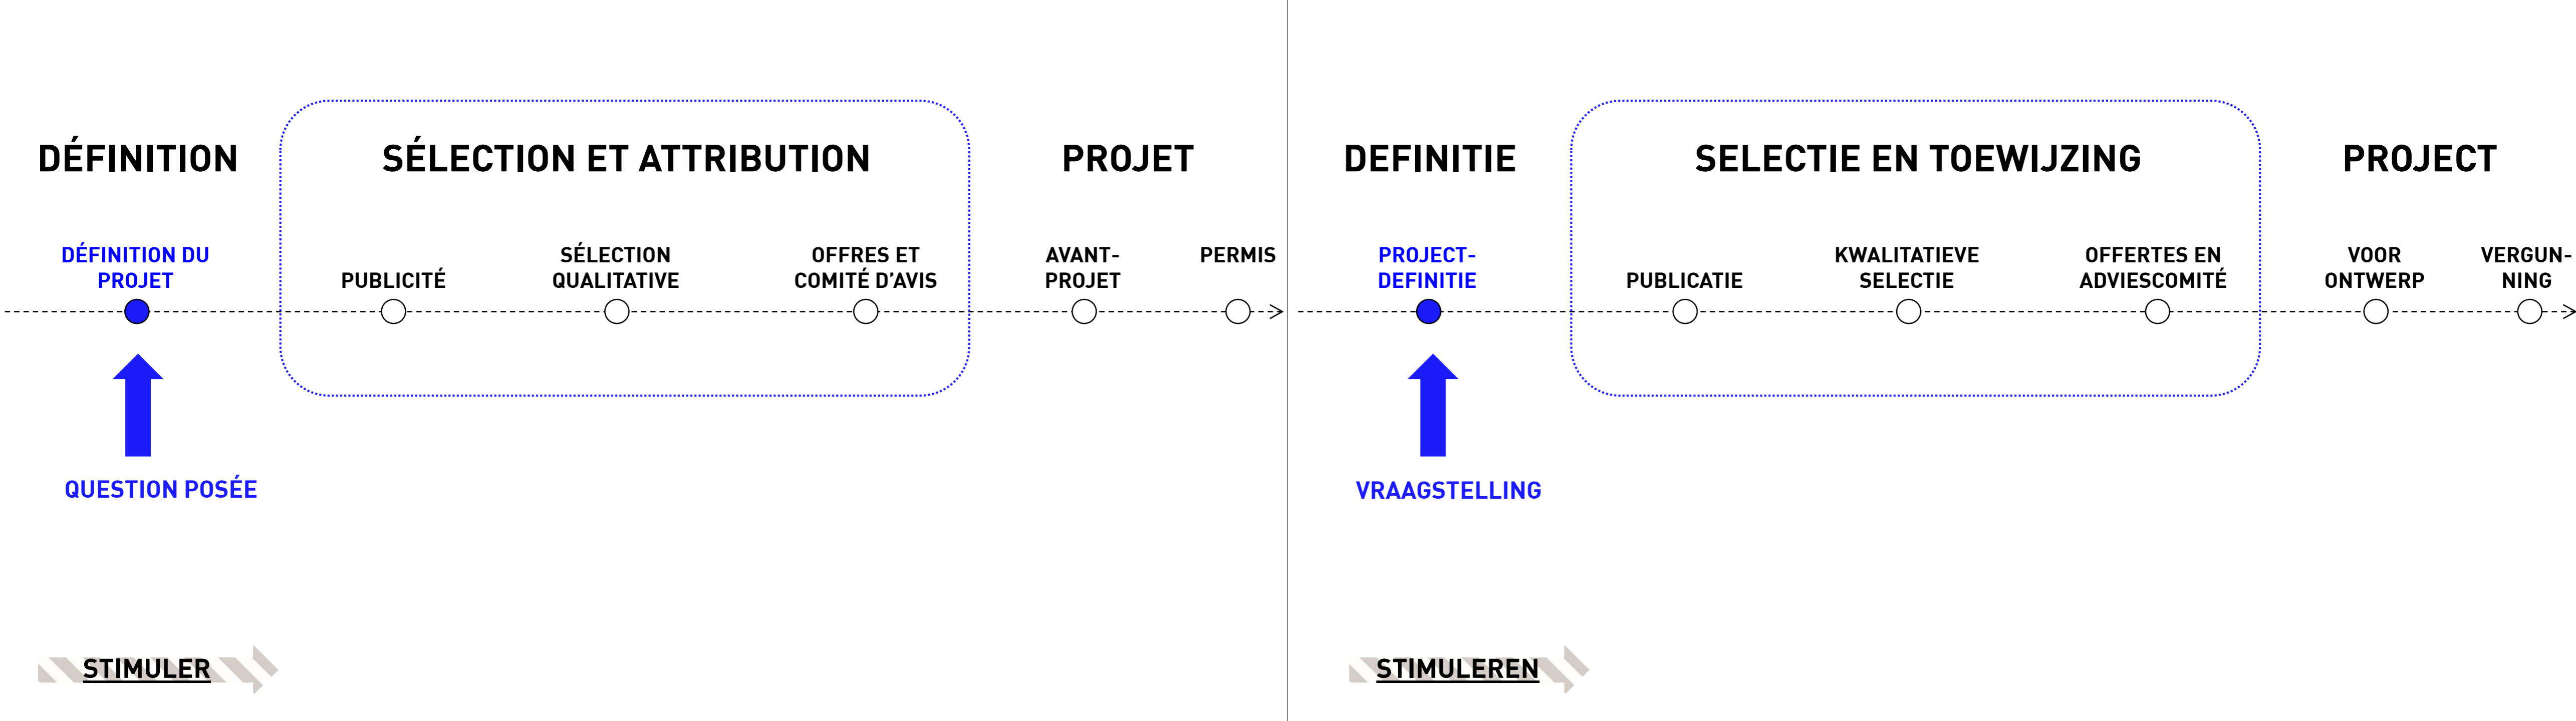 DÉFINITION
SÉLECTION ET ATTRIBUTION
PROJET
DÉFINITION DU
PROJET
PUBLICITÉ
SÉLECTION
QUALITATIVE
OFFRES ET
COMITÉ D’AVIS
AVANT-
PROJET
PERMIS
QUESTION POSÉE
STIMULER
DEFINITIE
SELECTIE EN TOEWIJZING
PROJECT
PROJECT-
DEFINITIE
PUBLICATIE
KWALITATIEVE
SELECTIE
OFFERTES EN
ADVIESCOMITÉ
VOOR
ONTWERP
VERGUN-
NING
VRAAGSTELLING
STIMULEREN